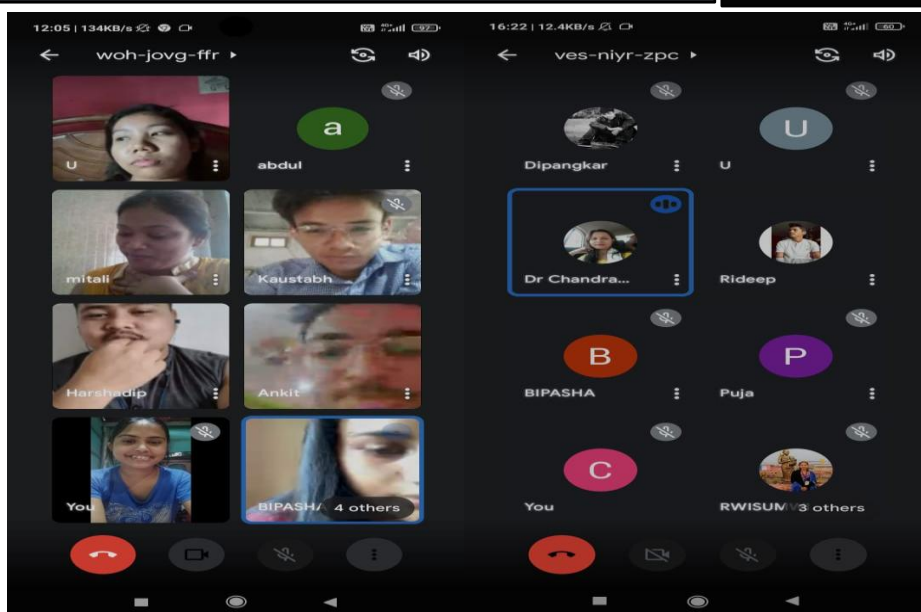 12:05 | 134KB/s
97
woh-jovg-ffr
U
a
abdul
mitali
Kaustabh
Harshadip
Ankit
You
BIPASHA
4 others
16:22 | 12.4KB/s
60
ves-niyr-zpc
Dipangkar
U
U
Dr Chandra...
Rideep
B
BIPASHA
P
Puja
C
You
RWISUM
3 others